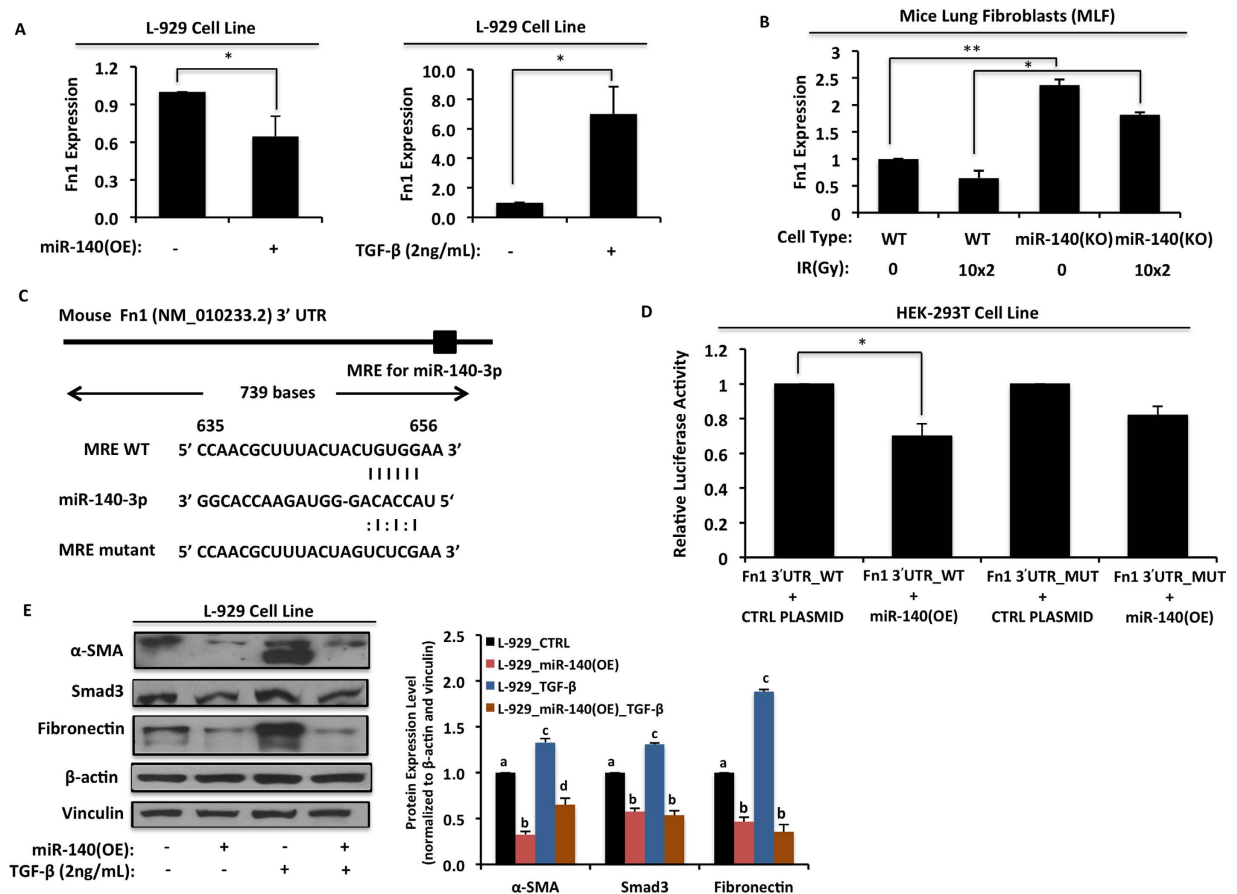 A
L-929 Cell Line
*
1.2
0.9
0.6
0.3
0.0
Fn1 Expression
miR-140(OE): - +
L-929 Cell Line
*
10.0
8.0
6.0
4.0
2.0
0.0
Fn1 Expression
TGF-β (2ng/mL): - +
B
Mice Lung Fibroblasts (MLF)
**
*
3
2.5
2
1.5
1
0.5
0
Fn1 Expression
Cell Type: WT WT miR-140(KO) miR-140(KO)
IR(Gy): 0 10x2 0 10x2
C
Mouse Fn1 (NM_010233.2) 3′ UTR
MRE for miR-140-3p
739 bases
635 656
MRE WT 5′ CCAACGCUUUACUACUGUGGAA 3′
IIIIII
miR-140-3p 3′ GGCACCAAGAUGG-GACACCAU 5‘
:I:I:I
MRE mutant 5′ CCAACGCUUUACUAGUCUCGAA 3′
D
HEK-293T Cell Line
*
1.2
1
0.8
0.6
0.4
0.2
0
Relative Luciferase Activity
Fn1 3′UTR_WT Fn1 3′UTR_WT Fn1 3′UTR_MUT Fn1 3′UTR_MUT
+ + + +
CTRL PLASMID miR-140(OE) CTRL PLASMID miR-140(OE)
E
L-929 Cell Line
α-SMA
Smad3
Fibronectin
β-actin
Vinculin
miR-140(OE): - + - +
TGF-β (2ng/mL): - - + +
2.5
2.0
1.5
1.0
0.5
0.0
Protein Expression Level
(normalized to β-actin and vinculin)
L-929_CTRL
L-929_miR-140(OE)
L-929_TGF-β
L-929_miR-140(OE)_TGF-β
a b c d
a b c b
a b c b
α-SMA Smad3 Fibronectin